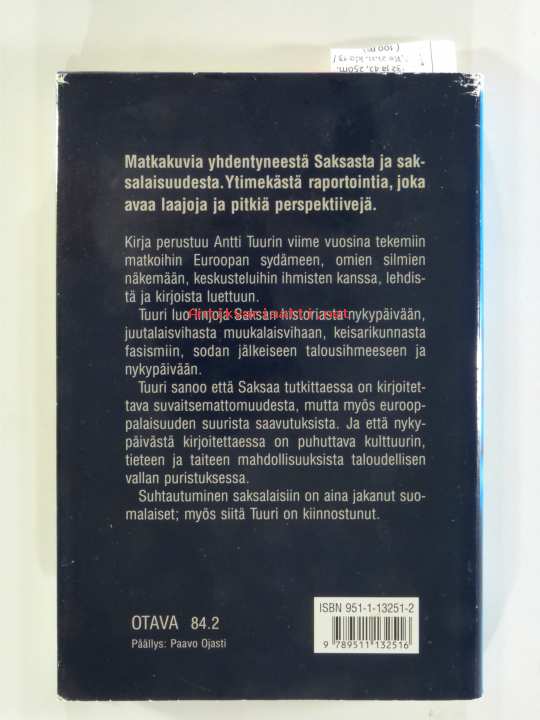 Matkakuvia yhdentyneestä Saksasta ja sak-
salaisuudesta. Ytimekästä raportointia, joka
avaa laajoja ja pitkiä perspektiivejä.
Kirja perustuu Antti Tuurin viime vuosina tekemiin
matkoihin Euroopan sydämeen, omien silmien
näkemään, keskusteluihin ihmisten kanssa, lehdis-
tä ja kirjoista luettuun.
Tuuri luo linjoja Saksan historiasta nykypäivään,
juutalaisvihasta muukalaisvihaan, keisarikunnasta
fasismiin, sodan jälkeiseen talousihmeeseen ja
nykypäivään.
Tuuri sanoo että Saksaa tutkittaessa on kirjoitet-
tava suvaitsemattomuudesta, mutta myös euroop-
palaisuuden suurista saavutuksista. Ja että nyky-
päivästä kirjoitettaessa on puhuttava kulttuurin,
tieteen ja taiteen mahdollisuuksista taloudellisen
vallan puristuksessa.
Suhtautuminen saksalaisiin on aina jakanut suo-
malaiset; myös siitä Tuuri on kiinnostunut.
ISBN 951-1-13251-2
OTAVA 84.2
Päällys: Paavo Ojasti
9 789511 132516